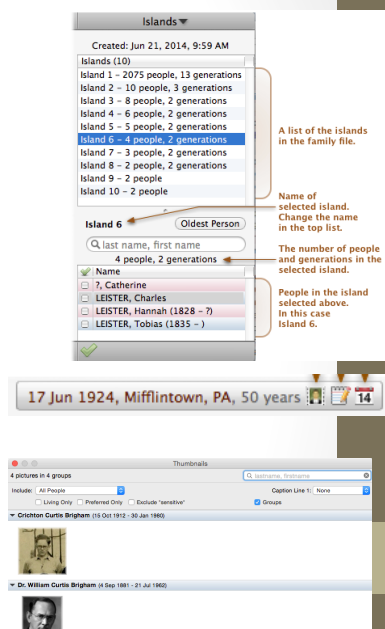 Islands
Created: Jun 21, 2014, 9:59 AM
Islands (10)
Island 1 – 2075 people, 13 generations
Island 2 – 10 people, 3 generations
Island 3 – 8 people, 2 generations
Island 4 – 6 people, 2 generations
Island 5 – 5 people, 2 generations
Island 6 – 4 people, 2 generations
Island 7 – 3 people, 2 generations
Island 8 – 2 people, 2 generations
Island 9 – 2 people
Island 10 – 2 people
A list of the islands
in the family file.
Island 6
Oldest Person
Name of
selected island.
Change the name
in the top list.
last name, first name
4 people, 2 generations
The number of people
and generations in the
selected island.
Name
?, Catherine
LEISTER, Charles
LEISTER, Hannah (1828 – ?)
LEISTER, Tobias (1835 – )
People in the island
selected above.
In this case
Island 6.
17 Jun 1924, Mifflintown, PA, 50 years 14
Thumbnails
4 pictures in 4 groups
lastname, firstname
Include: All People
Caption Line 1: None
Living Only Preferred Only Exclude "sensitive" Groups
Crichton Curtis Brigham (15 Oct 1912 - 30 Jan 1980)
Dr. William Curtis Brigham (4 Sep 1881 - 21 Jul 1962)